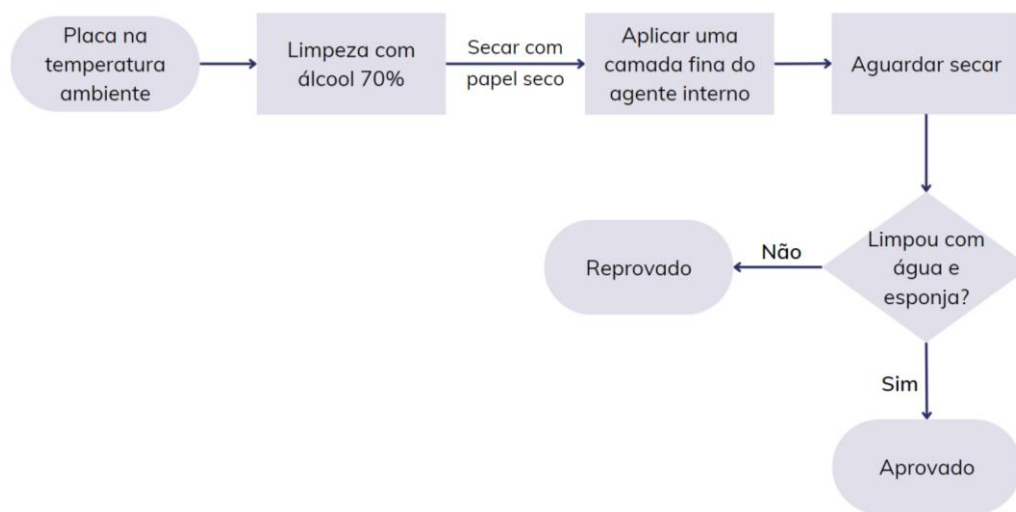 Placa na
temperatura
ambiente
Limpeza com
álcool 70%
Secar com
papel seco
Aplicar uma
camada fina do
agente interno
Aguardar secar
Limpou com
água e
esponja?
Não
Reprovado
Sim
Aprovado